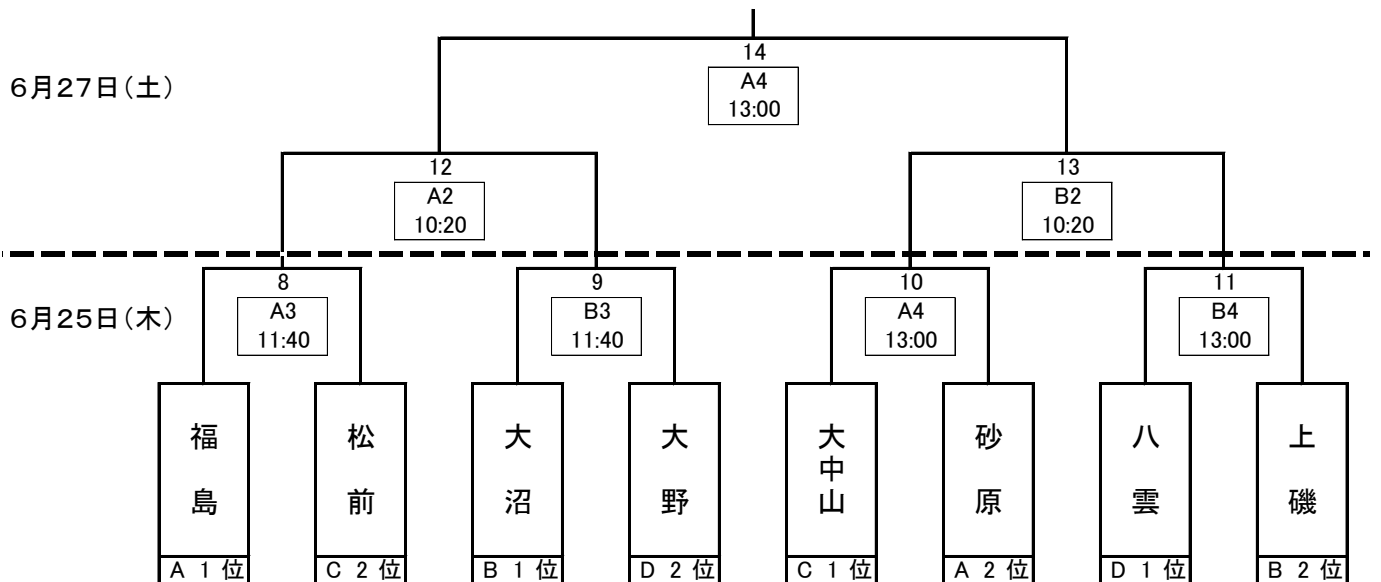 14
A4
13:00
6月27日(土)
12
A2
10:20
13
B2
10:20
8
A3
11:40
9
B3
11:40
10
A4
13:00
11
B4
13:00
6月25日(木)
福島
松前
大沼
大野
大中山
砂原
八雲
上磯
A 1 位
C 2 位
B 1 位
D 2 位
C 1 位
A 2 位
D 1 位
B 2 位